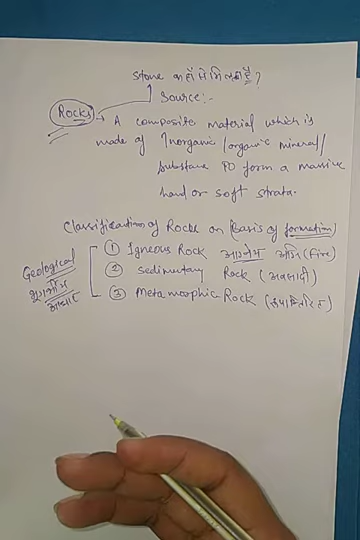 Stone कहाँ से मिलता है?
Source:-
Rocks → A composite material which is
made of Inorganic/organic mineral/
substance to form a massive
hard or soft strata.
Classification of Rocks on (Basis of formation)
Geological
भूगर्भीय
आधार
① Igneous Rock आग्नेय अग्नि (Fire)
② Sedimentary Rock (अवसादी)
③ Metamorphic Rock (रूपांतरित)